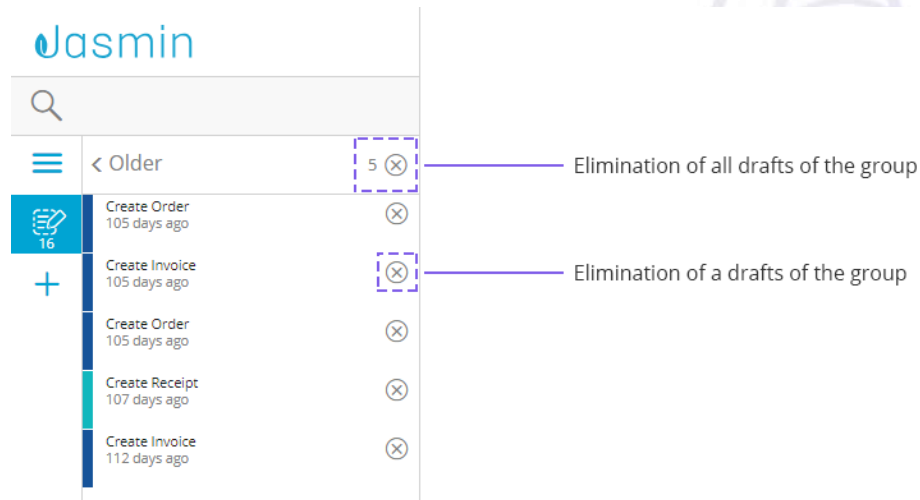 Jasmin
< Older 5
Elimination of all drafts of the group
Create Order
105 days ago
16
Create Invoice
105 days ago
Elimination of a drafts of the group
Create Order
105 days ago
Create Receipt
107 days ago
Create Invoice
112 days ago